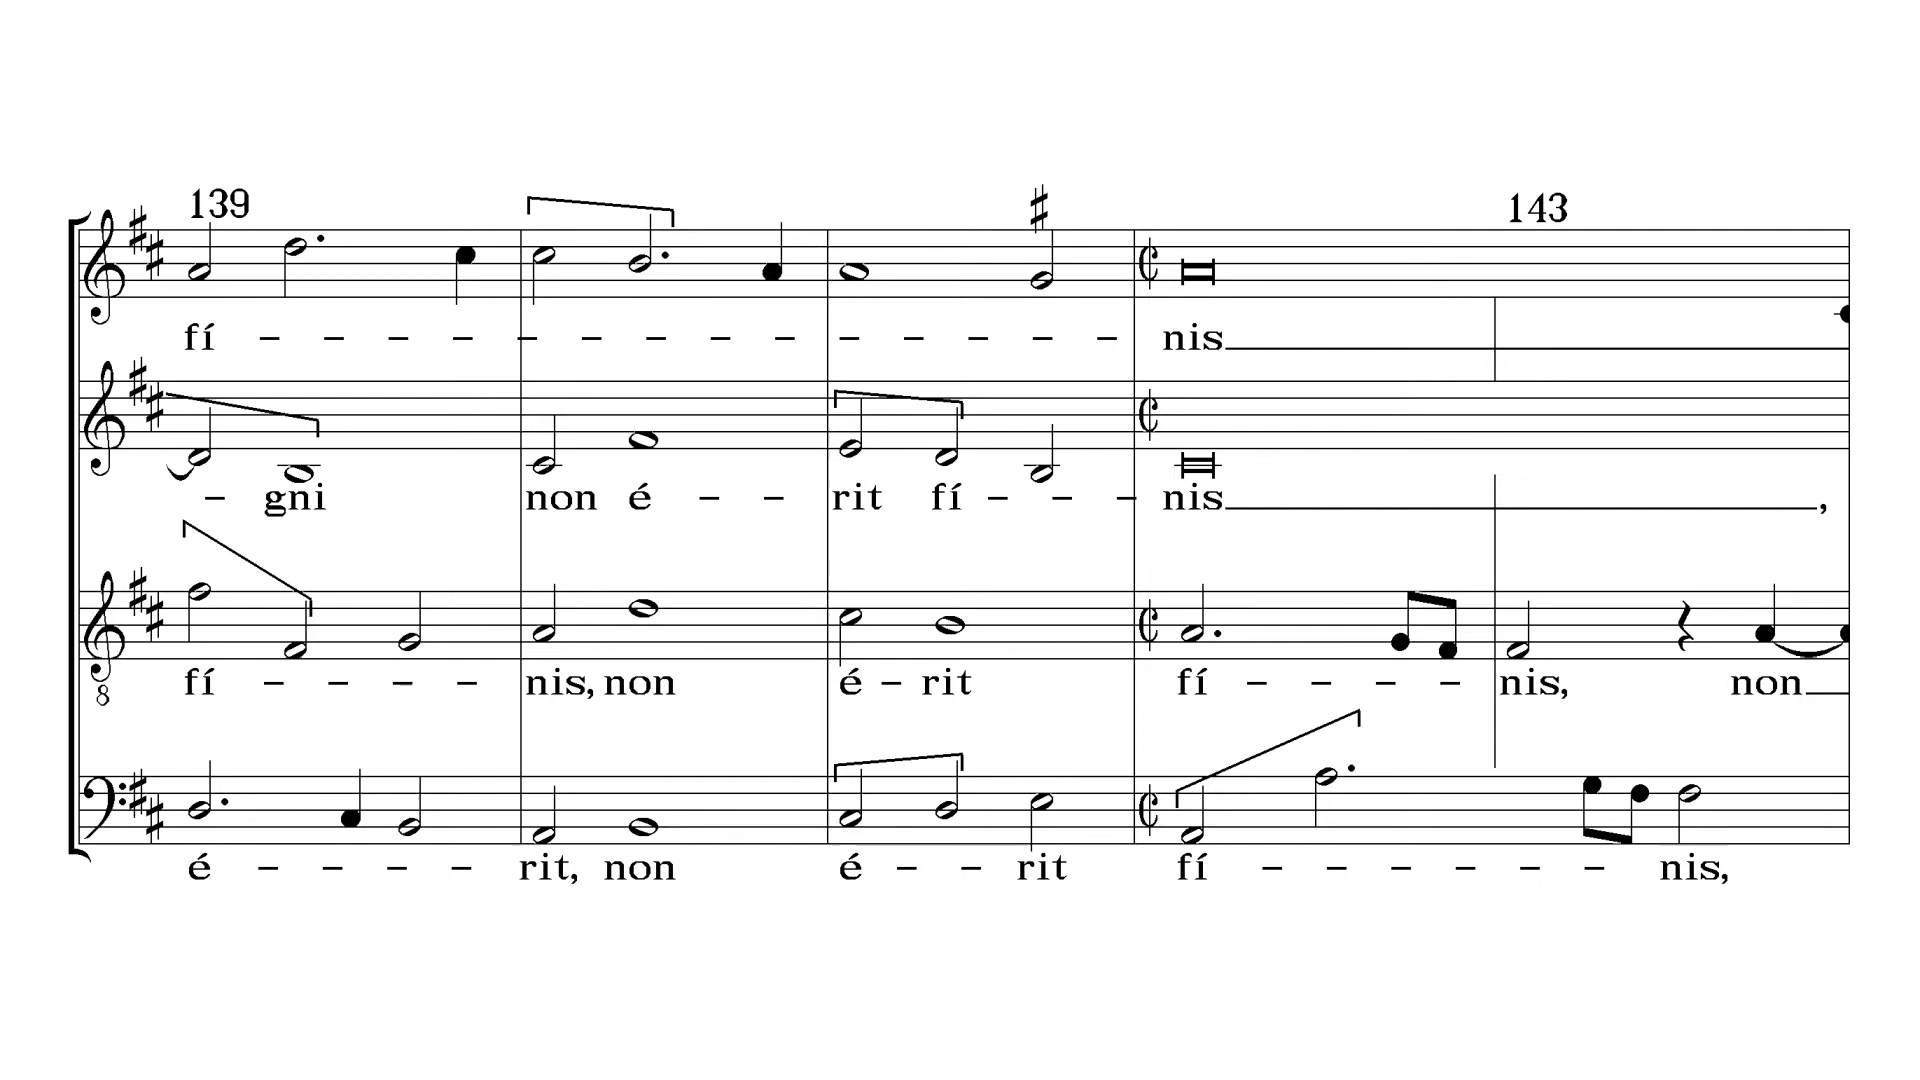 139 143
fí - - - - - - - - - - - - - - nis
- gni non é - - rit fí - - - nis ,
fí - - - - nis, non é - rit fí - - - - nis, non
8
é - - - - rit, non é - - rit fí - - - - - - nis,